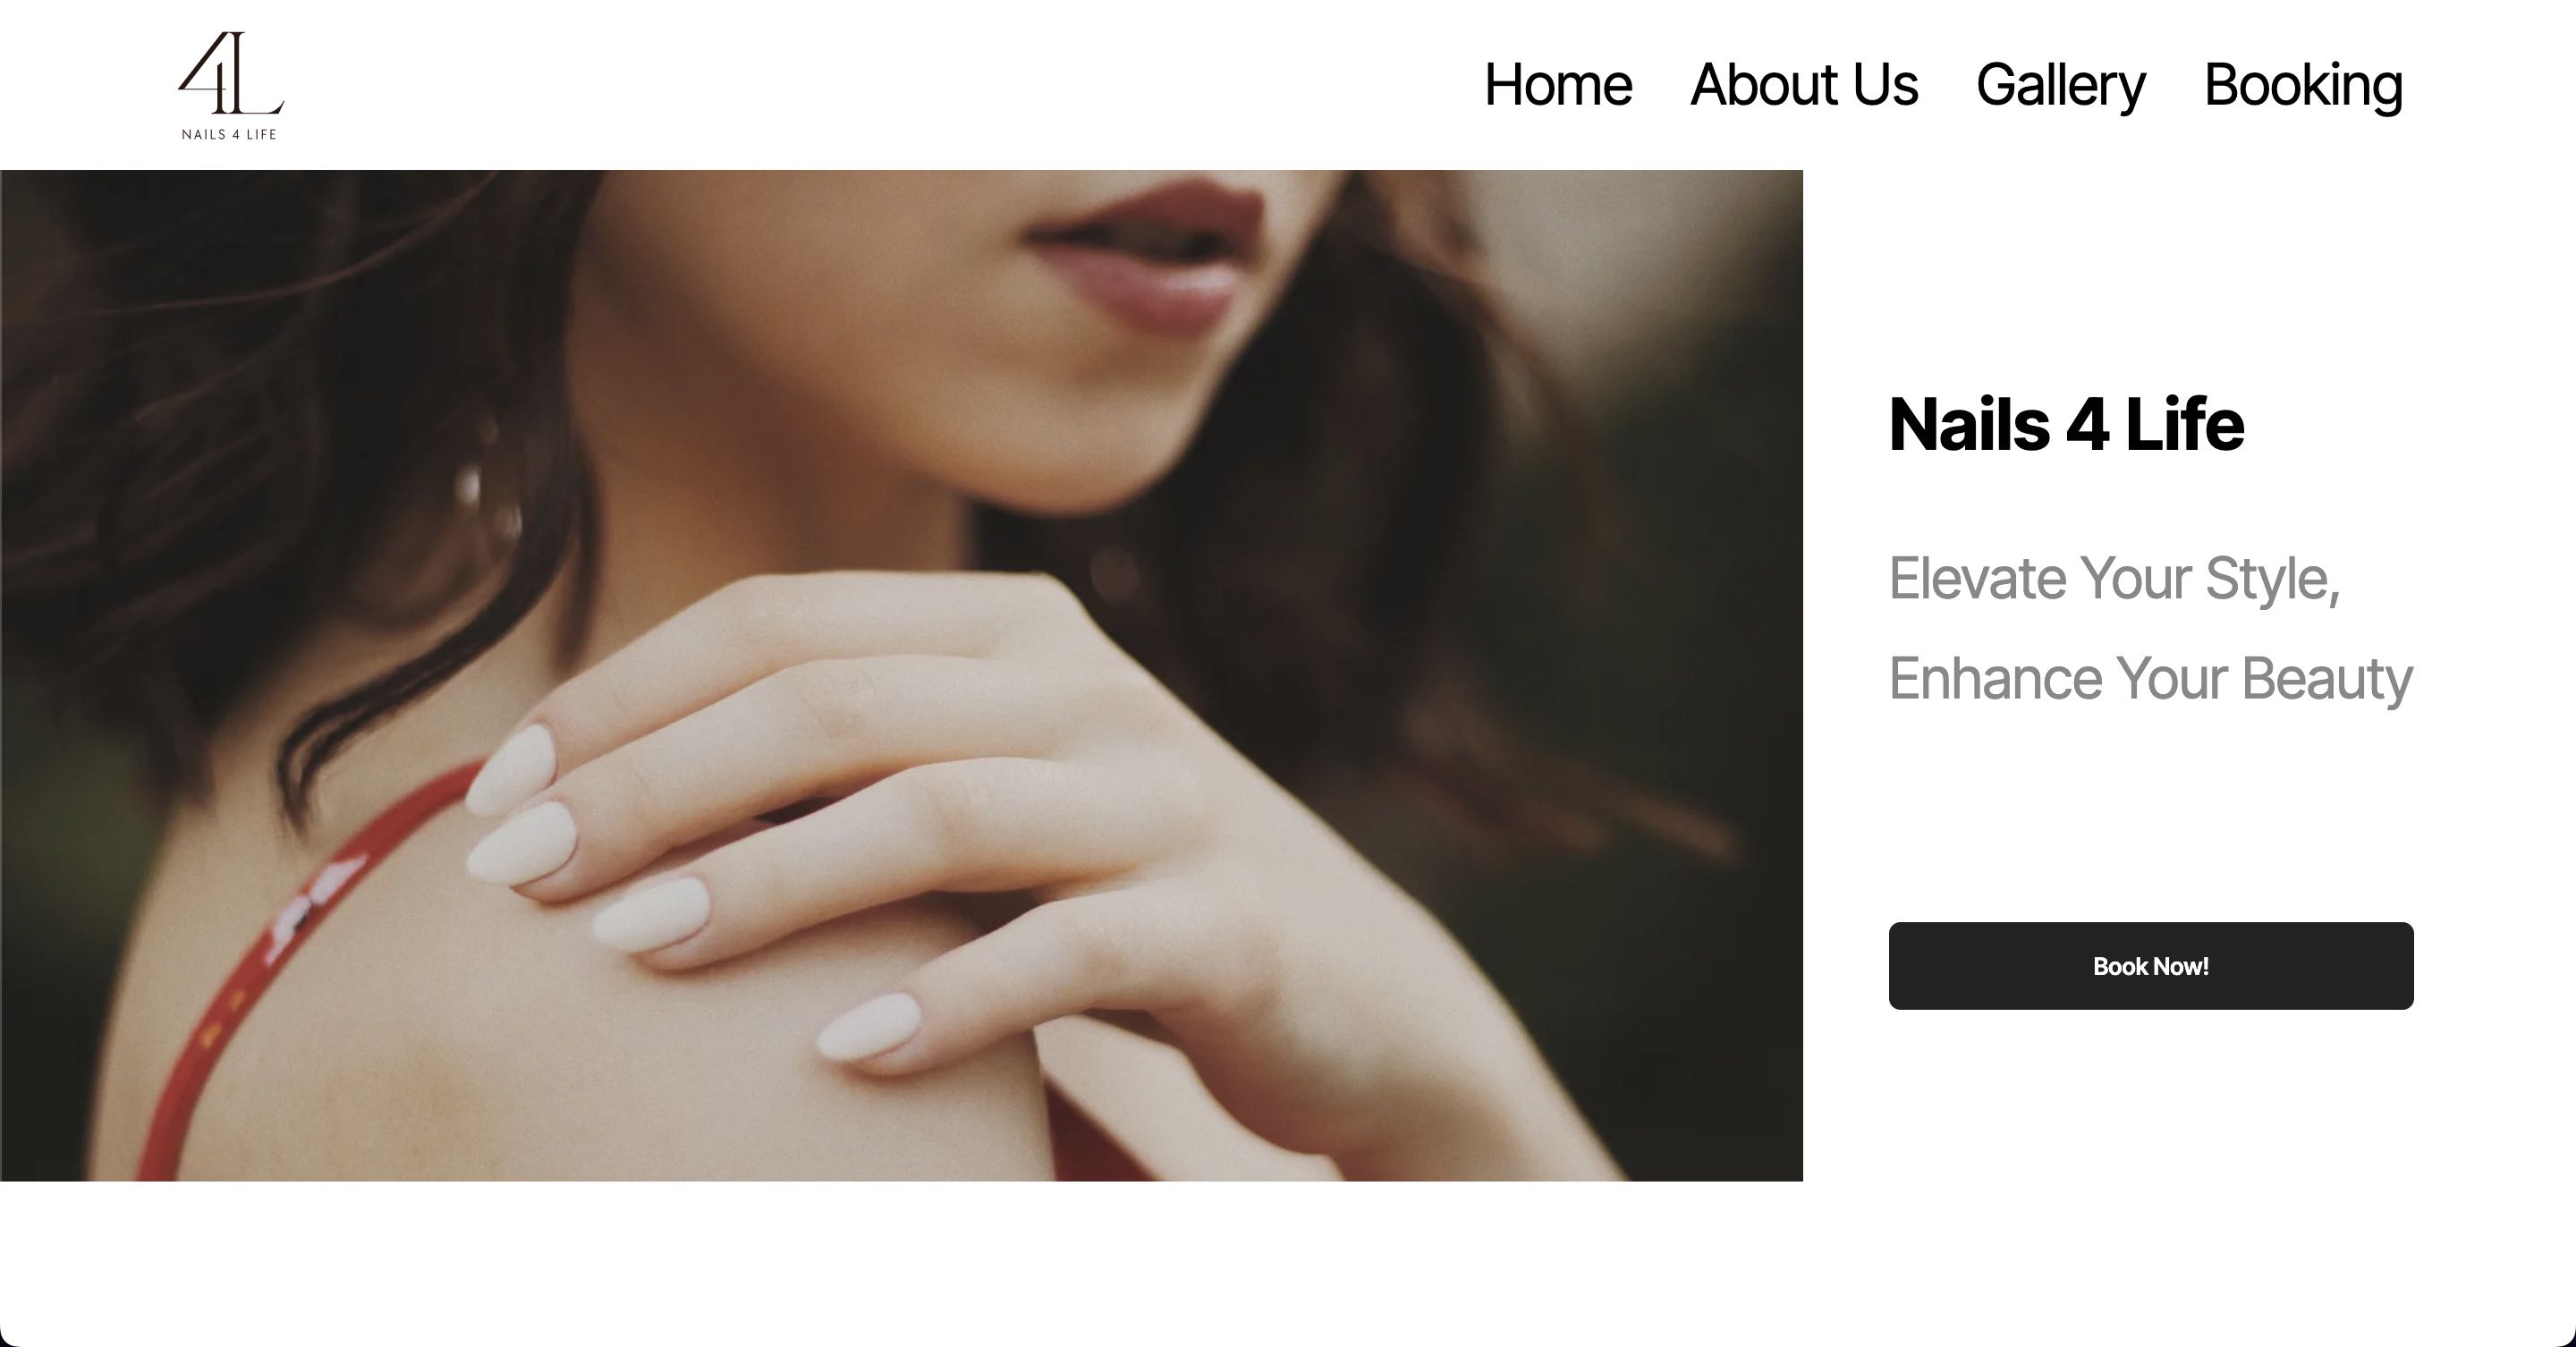 4L
NAILS 4 LIFE
Home About Us Gallery Booking
Nails 4 Life
Elevate Your Style,
Enhance Your Beauty
Book Now!